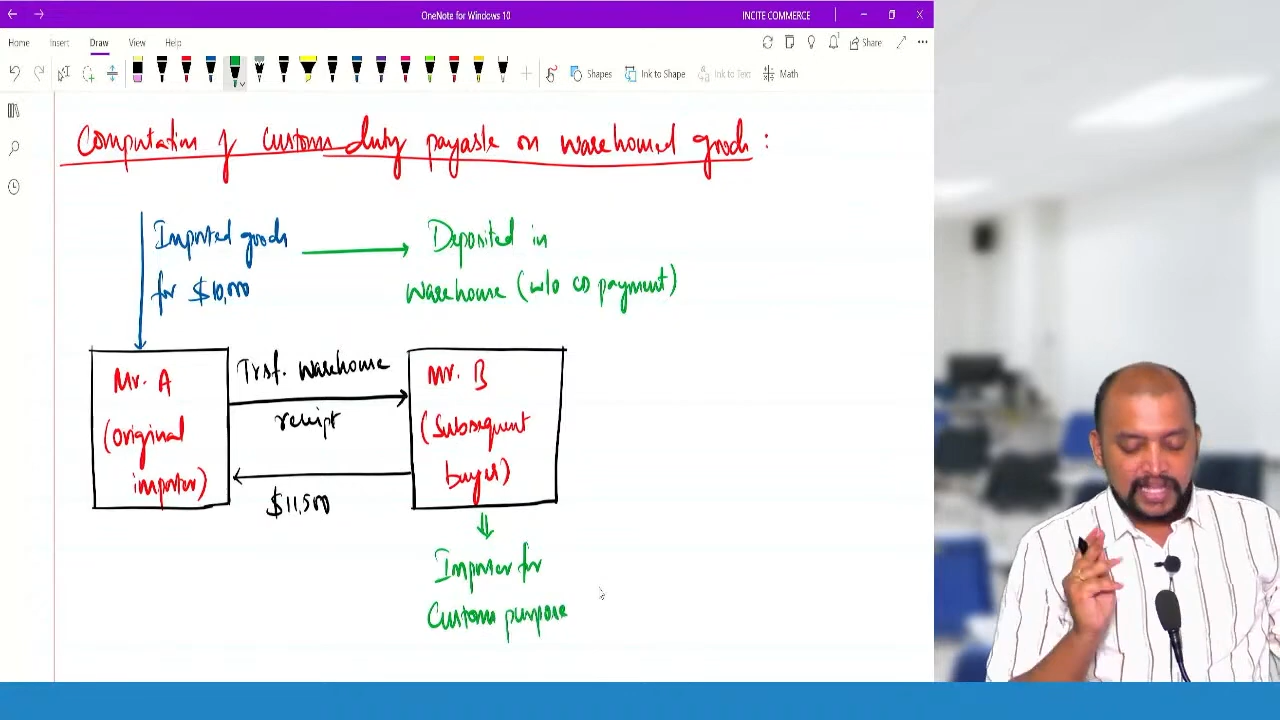 OneNote for Windows 10
INCITE COMMERCE
Home Insert Draw View Help
Share
Shapes Ink to Shape Ink to Text Math
Computation of Custom duty payable on warehoused goods :
Imported goods
for $10,000
Deposited in
warehouse (w/o CD payment)
Mr. A
(original
importer)
Trsf. warehouse
receipt
$11,500
Mr. B
(Subsequent
buyer)
Importer for
Custom purpose